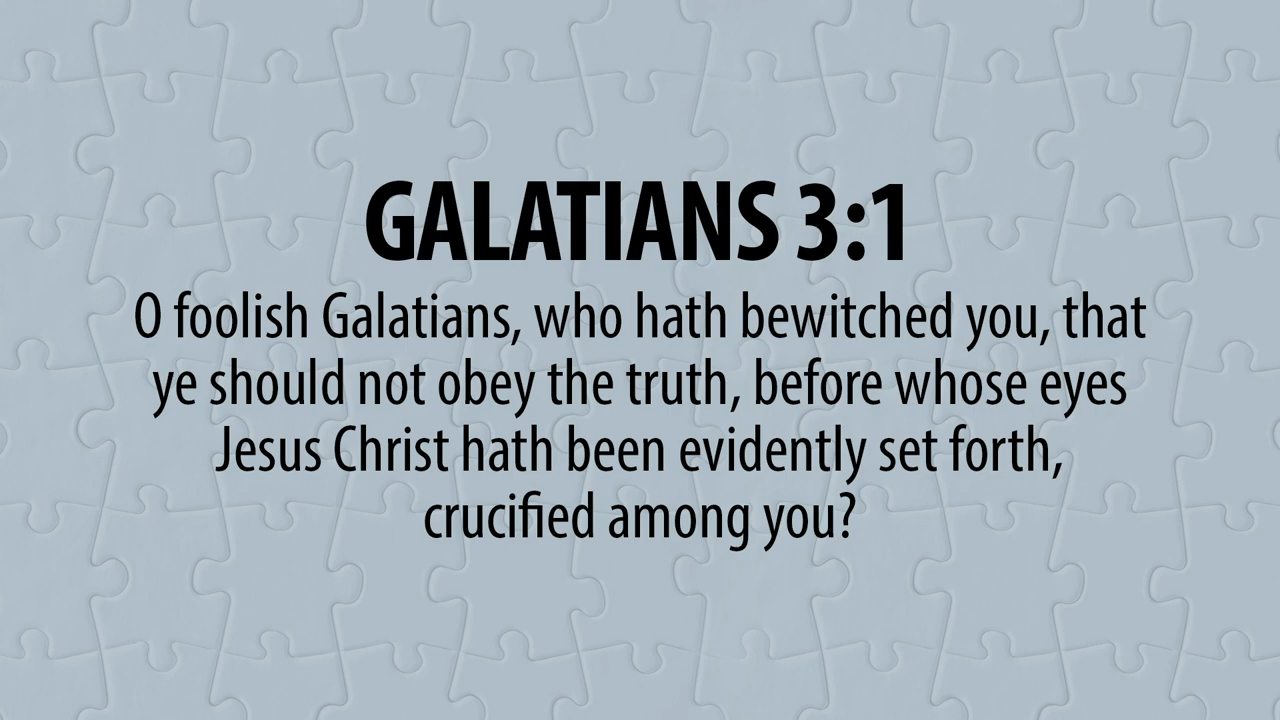 GALATIANS 3:1
O foolish Galatians, who hath bewitched you, that
ye should not obey the truth, before whose eyes
Jesus Christ hath been evidently set forth,
crucified among you?